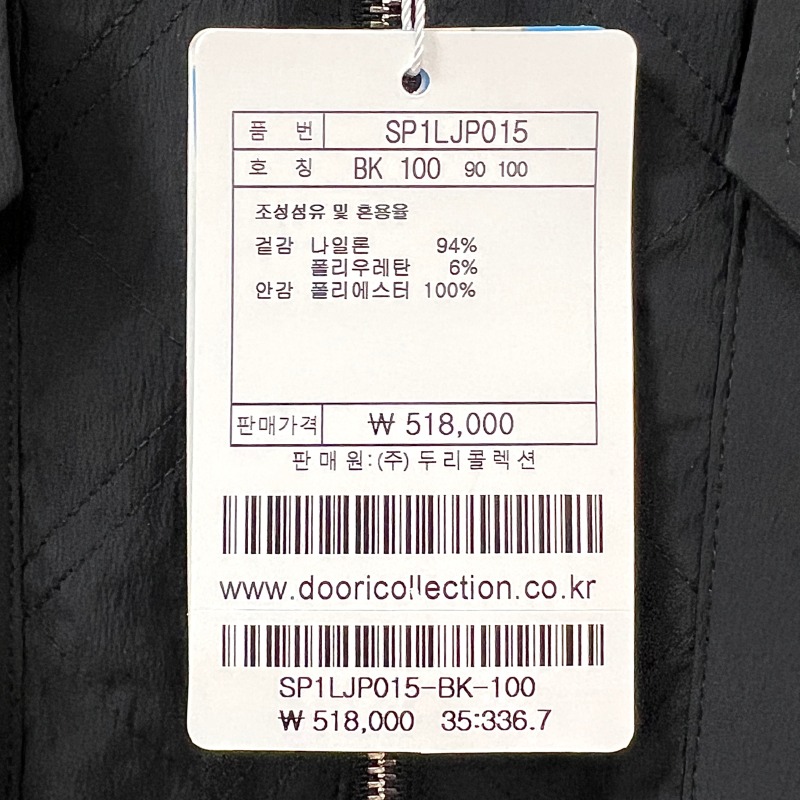 품 번 SP1LJP015
호 칭 BK 100 90 100
조성섬유 및 혼용율
겉감 나일론 94%
폴리우레탄 6%
안감 폴리에스터 100%
판매가격 ₩ 518,000
판 매 원:(주) 두리콜렉션
www.dooricollection.co.kr
SP1LJP015-BK-100
₩ 518,000 35:336.7